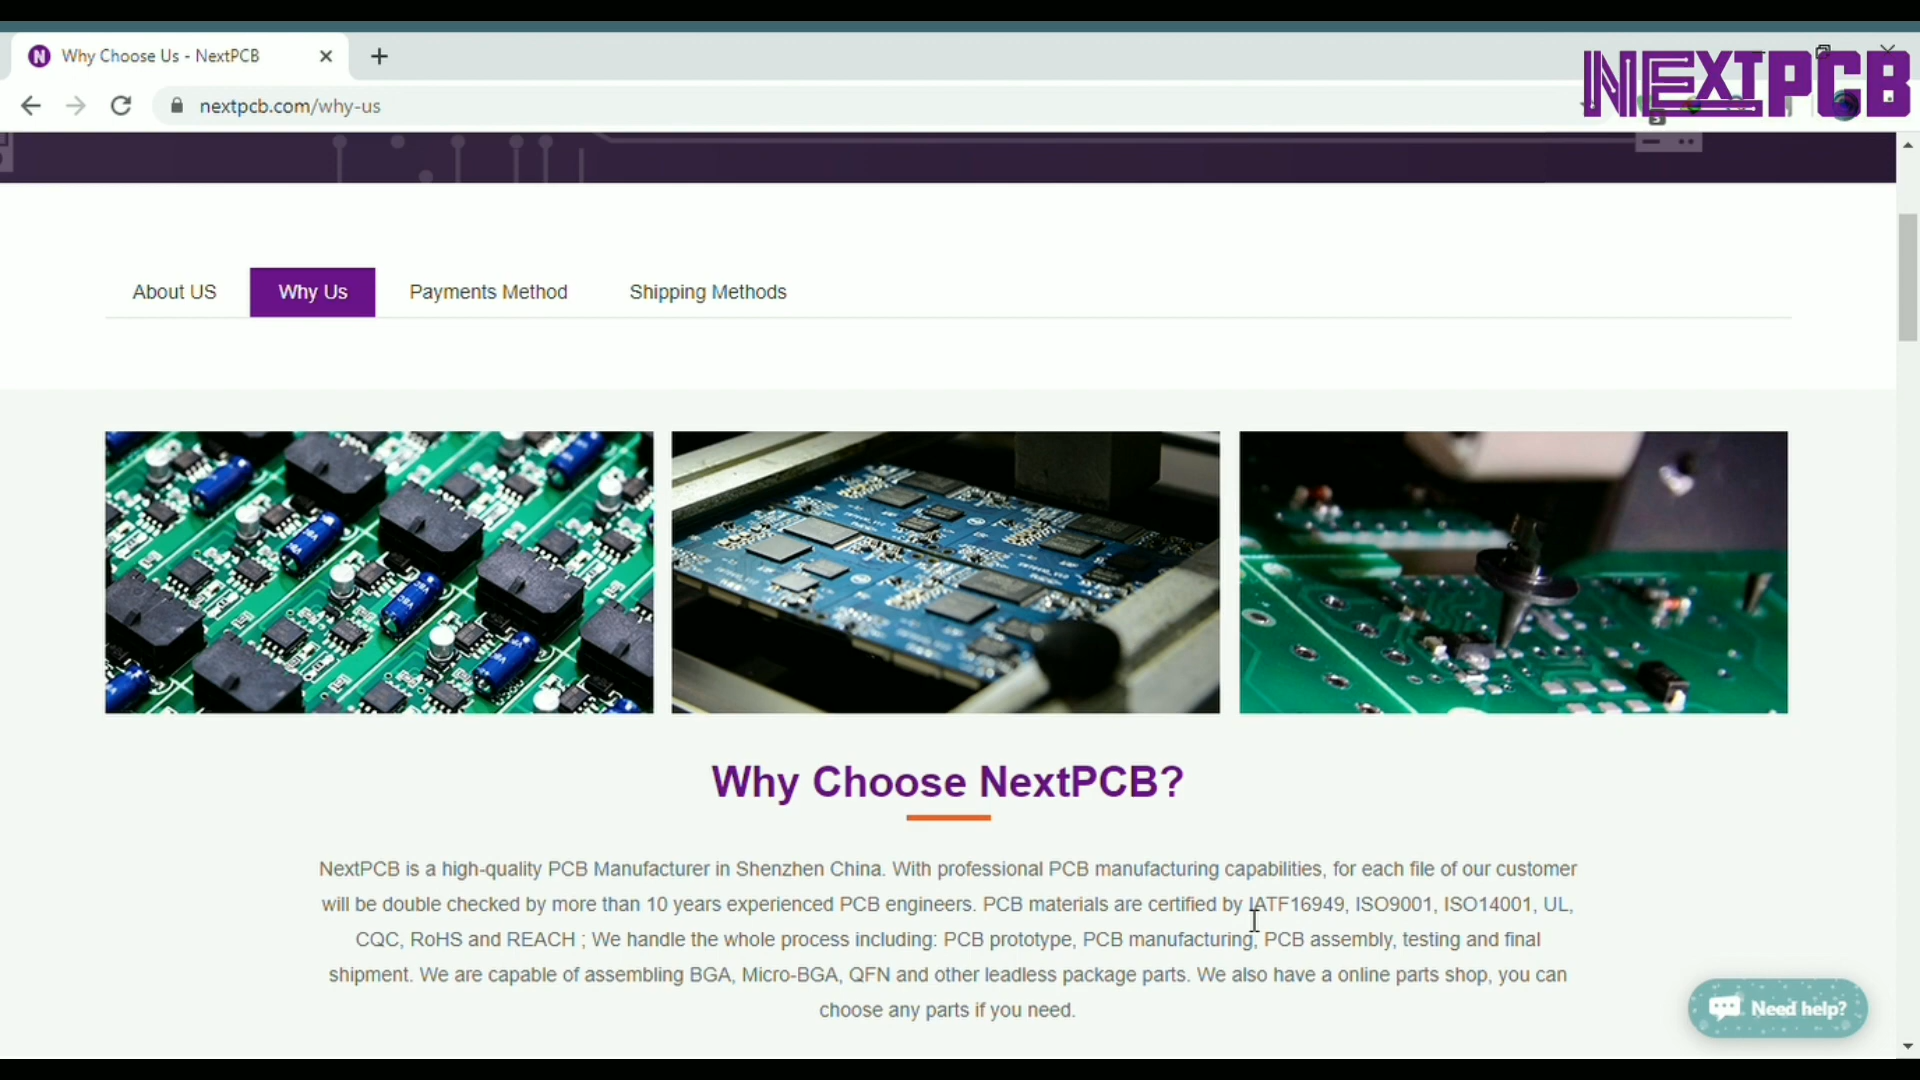 N Why Choose Us - NextPCB
nextpcb.com/why-us
NEXTPCB
About US Why Us Payments Method Shipping Methods
Why Choose NextPCB?
NextPCB is a high-quality PCB Manufacturer in Shenzhen China. With professional PCB manufacturing capabilities, for each file of our customer
will be double checked by more than 10 years experienced PCB engineers. PCB materials are certified by IATF16949, ISO9001, ISO14001, UL,
CQC, RoHS and REACH ; We handle the whole process including: PCB prototype, PCB manufacturing, PCB assembly, testing and final
shipment. We are capable of assembling BGA, Micro-BGA, QFN and other leadless package parts. We also have a online parts shop, you can
choose any parts if you need.
Need help?